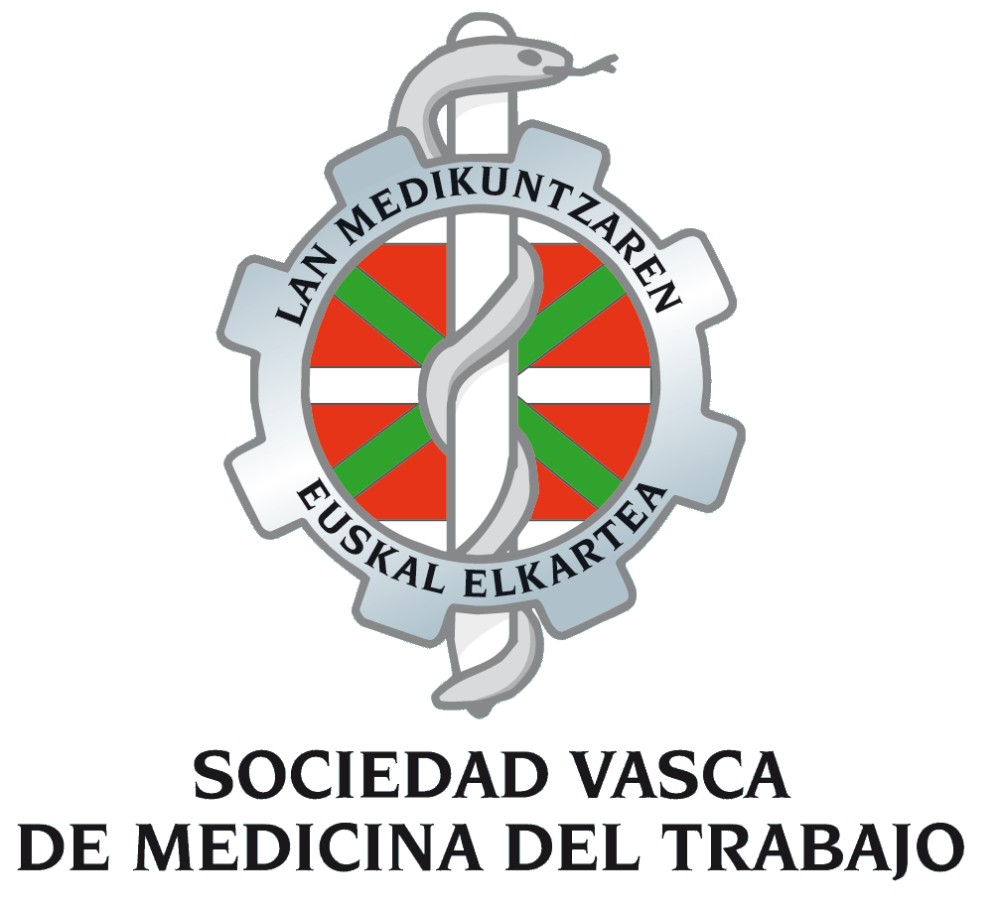 LAN MEDIKUNTZAREN
EUSKAL ELKARTEA
SOCIEDAD VASCA
DE MEDICINA DEL TRABAJO